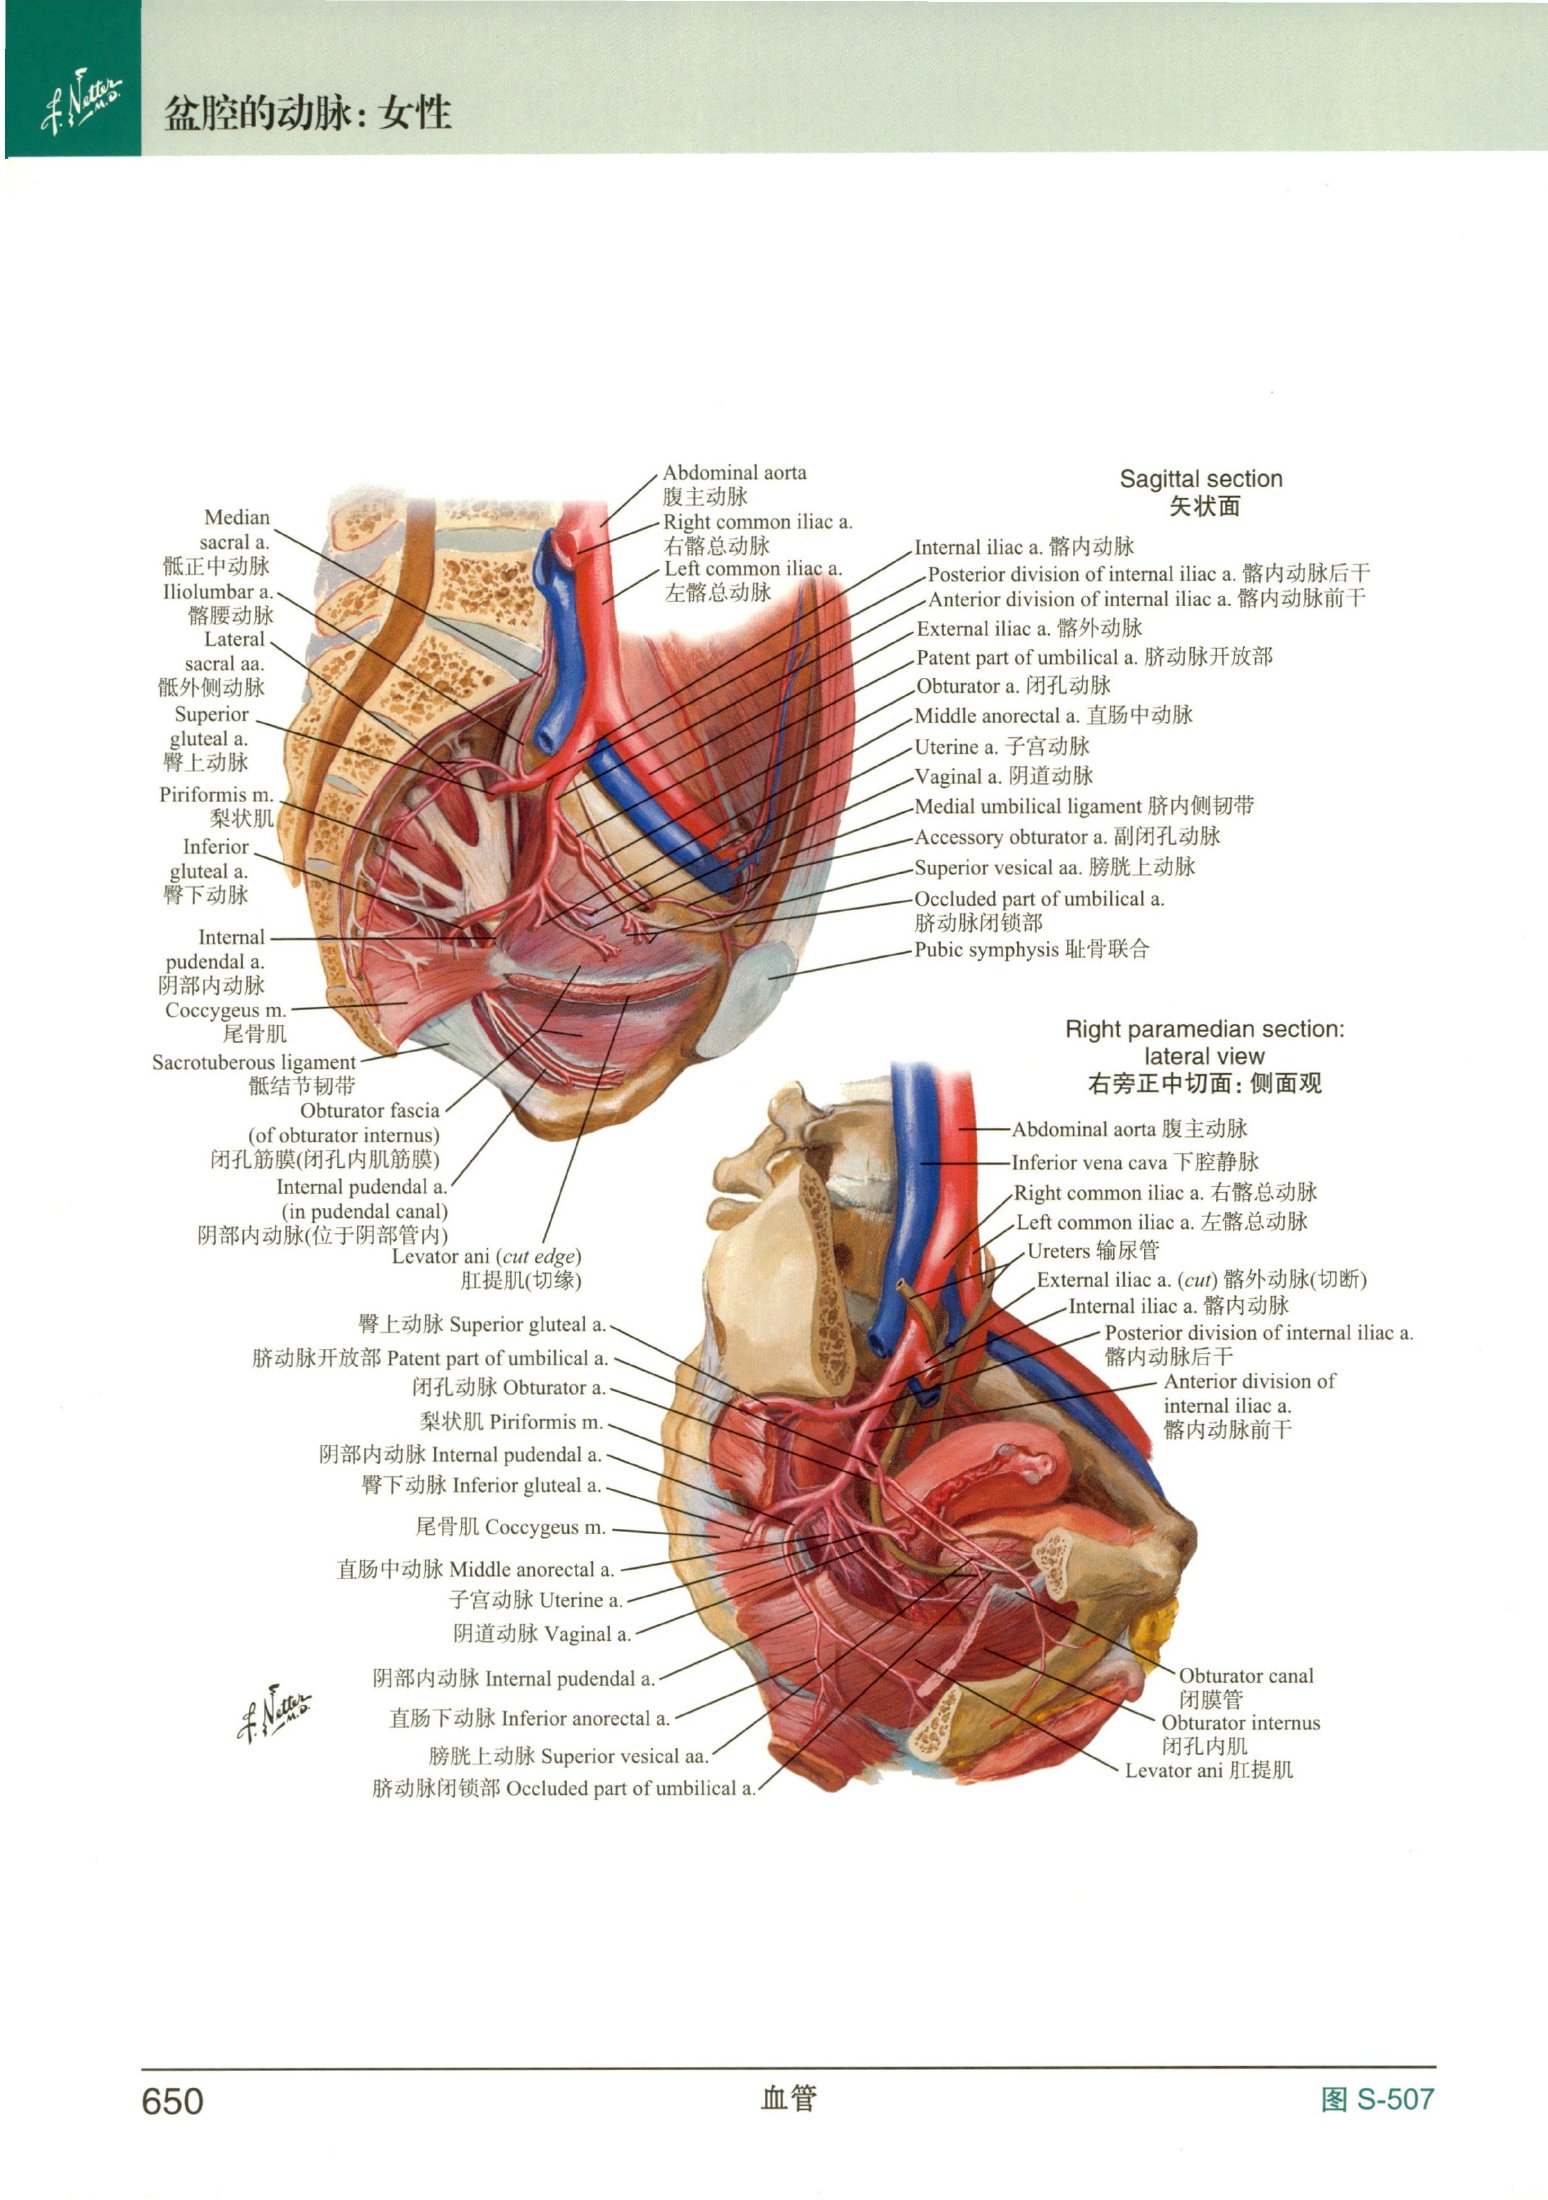 F. Netter M.D.
盆腔的动脉：女性
Median
sacral a.
骶正中动脉
Iliolumbar a.
髂腰动脉
Lateral
sacral aa.
骶外侧动脉
Superior
gluteal a.
臀上动脉
Piriformis m.
梨状肌
Inferior
gluteal a.
臀下动脉
Internal
pudendal a.
阴部内动脉
Coccygeus m.
尾骨肌
Sacrotuberous ligament
骶结节韧带
Obturator fascia
(of obturator internus)
闭孔筋膜(闭孔内肌筋膜)
Internal pudendal a.
(in pudendal canal)
阴部内动脉(位于阴部管内)
Levator ani (cut edge)
肛提肌(切缘)
Abdominal aorta
腹主动脉
Right common iliac a.
右髂总动脉
Left common iliac a.
左髂总动脉
Sagittal section
矢状面
Internal iliac a. 髂内动脉
Posterior division of internal iliac a. 髂内动脉后干
Anterior division of internal iliac a. 髂内动脉前干
External iliac a. 髂外动脉
Patent part of umbilical a. 脐动脉开放部
Obturator a. 闭孔动脉
Middle anorectal a. 直肠中动脉
Uterine a. 子宫动脉
Vaginal a. 阴道动脉
Medial umbilical ligament 脐内侧韧带
Accessory obturator a. 副闭孔动脉
Superior vesical aa. 膀胱上动脉
Occluded part of umbilical a.
脐动脉闭锁部
Pubic symphysis 耻骨联合
Right paramedian section:
lateral view
右旁正中切面：侧面观
Abdominal aorta 腹主动脉
Inferior vena cava 下腔静脉
Right common iliac a. 右髂总动脉
Left common iliac a. 左髂总动脉
Ureters 输尿管
External iliac a. (cut) 髂外动脉(切断)
Internal iliac a. 髂内动脉
Posterior division of internal iliac a.
髂内动脉后干
Anterior division of
internal iliac a.
髂内动脉前干
臀上动脉 Superior gluteal a.
脐动脉开放部 Patent part of umbilical a.
闭孔动脉 Obturator a.
梨状肌 Piriformis m.
阴部内动脉 Internal pudendal a.
臀下动脉 Inferior gluteal a.
尾骨肌 Coccygeus m.
直肠中动脉 Middle anorectal a.
子宫动脉 Uterine a.
阴道动脉 Vaginal a.
阴部内动脉 Internal pudendal a.
直肠下动脉 Inferior anorectal a.
膀胱上动脉 Superior vesical aa.
脐动脉闭锁部 Occluded part of umbilical a.
Obturator canal
闭膜管
Obturator internus
闭孔内肌
Levator ani 肛提肌
F. Netter M.D.
650
血管
图 S-507